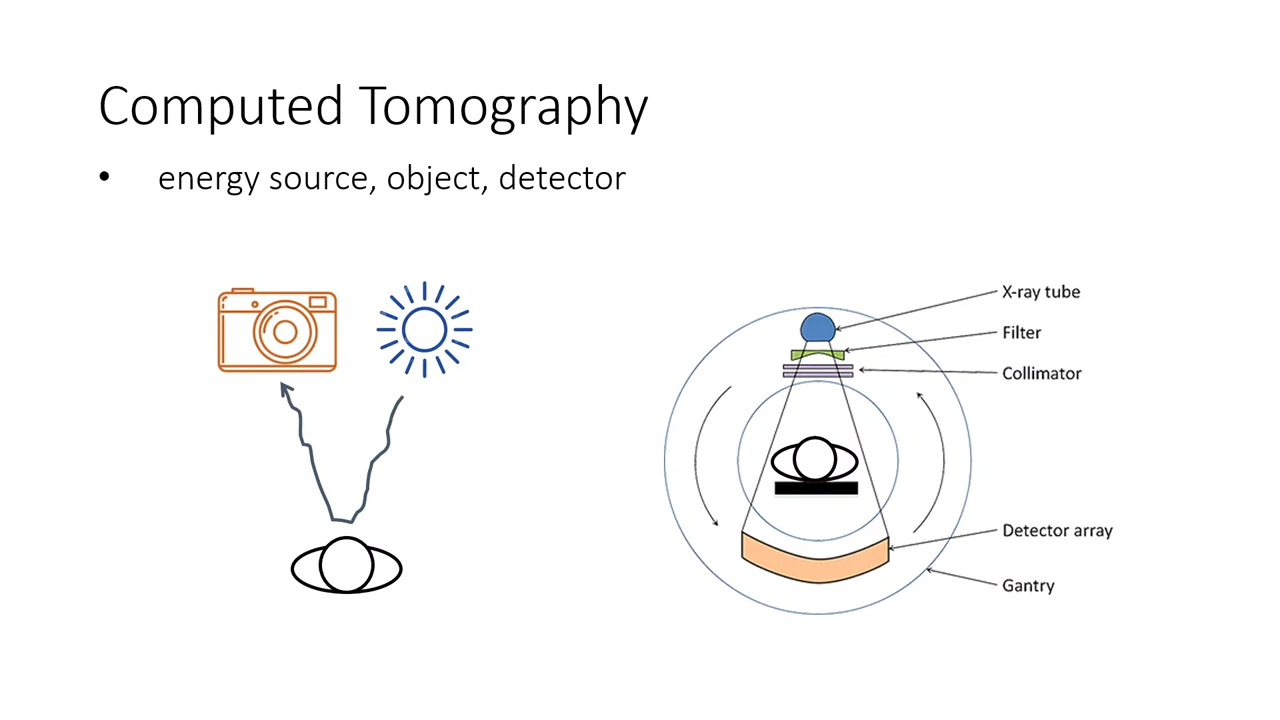 Computed Tomography
• energy source, object, detector
X-ray tube
Filter
Collimator
Detector array
Gantry